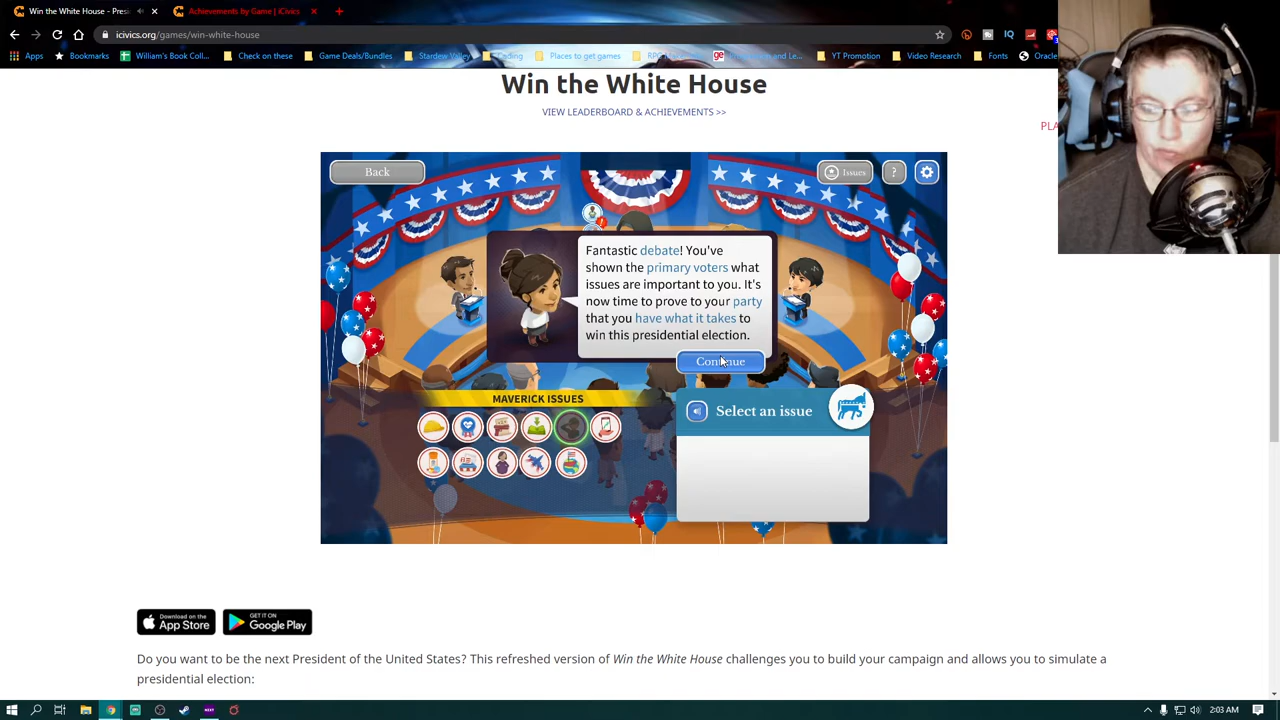 Win the White House - Presi
Achievements by Game | iCivics
icivics.org/games/win-white-house
Apps
Bookmarks
William's Book Coll...
Check on these
Game Deals/Bundles
Stardew Valley
Places to get games
YT Promotion
Video Research
Fonts
Oracle
Win the White House
VIEW LEADERBOARD & ACHIEVEMENTS >>
PLA
Back
Issues
?
Fantastic debate! You've
shown the primary voters what
issues are important to you. It's
now time to prove to your party
that you have what it takes to
win this presidential election.
Continue
MAVERICK ISSUES
Select an issue
Download on the
App Store
GET IT ON
Google Play
Do you want to be the next President of the United States? This refreshed version of Win the White House challenges you to build your campaign and allows you to simulate a
presidential election:
2:03 AM